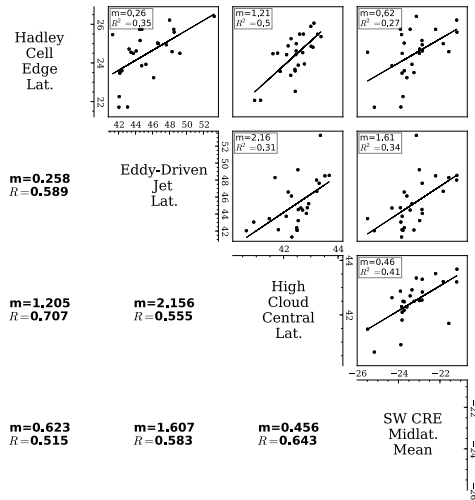 Hadley
Cell
Edge
Lat.
26
24
22
m=0,26
R² =0,35
m=1,21
R² =0,5
m=0,62
R² =0,27
42 44 46 48 50 52
m=0.258
R=0.589
Eddy-Driven
Jet
Lat.
m=2.16
R² =0.31
m=1.61
R² =0.34
52
50
48
46
44
42
42 44
m=1.205
R=0.707
m=2.156
R=0.555
High
Cloud
Central
Lat.
m=0.46
R² =0.41
44
42
−26 −24 −22
m=0.623
R=0.515
m=1.607
R=0.583
m=0.456
R=0.643
SW CRE
Midlat.
Mean
−22
−24
−26